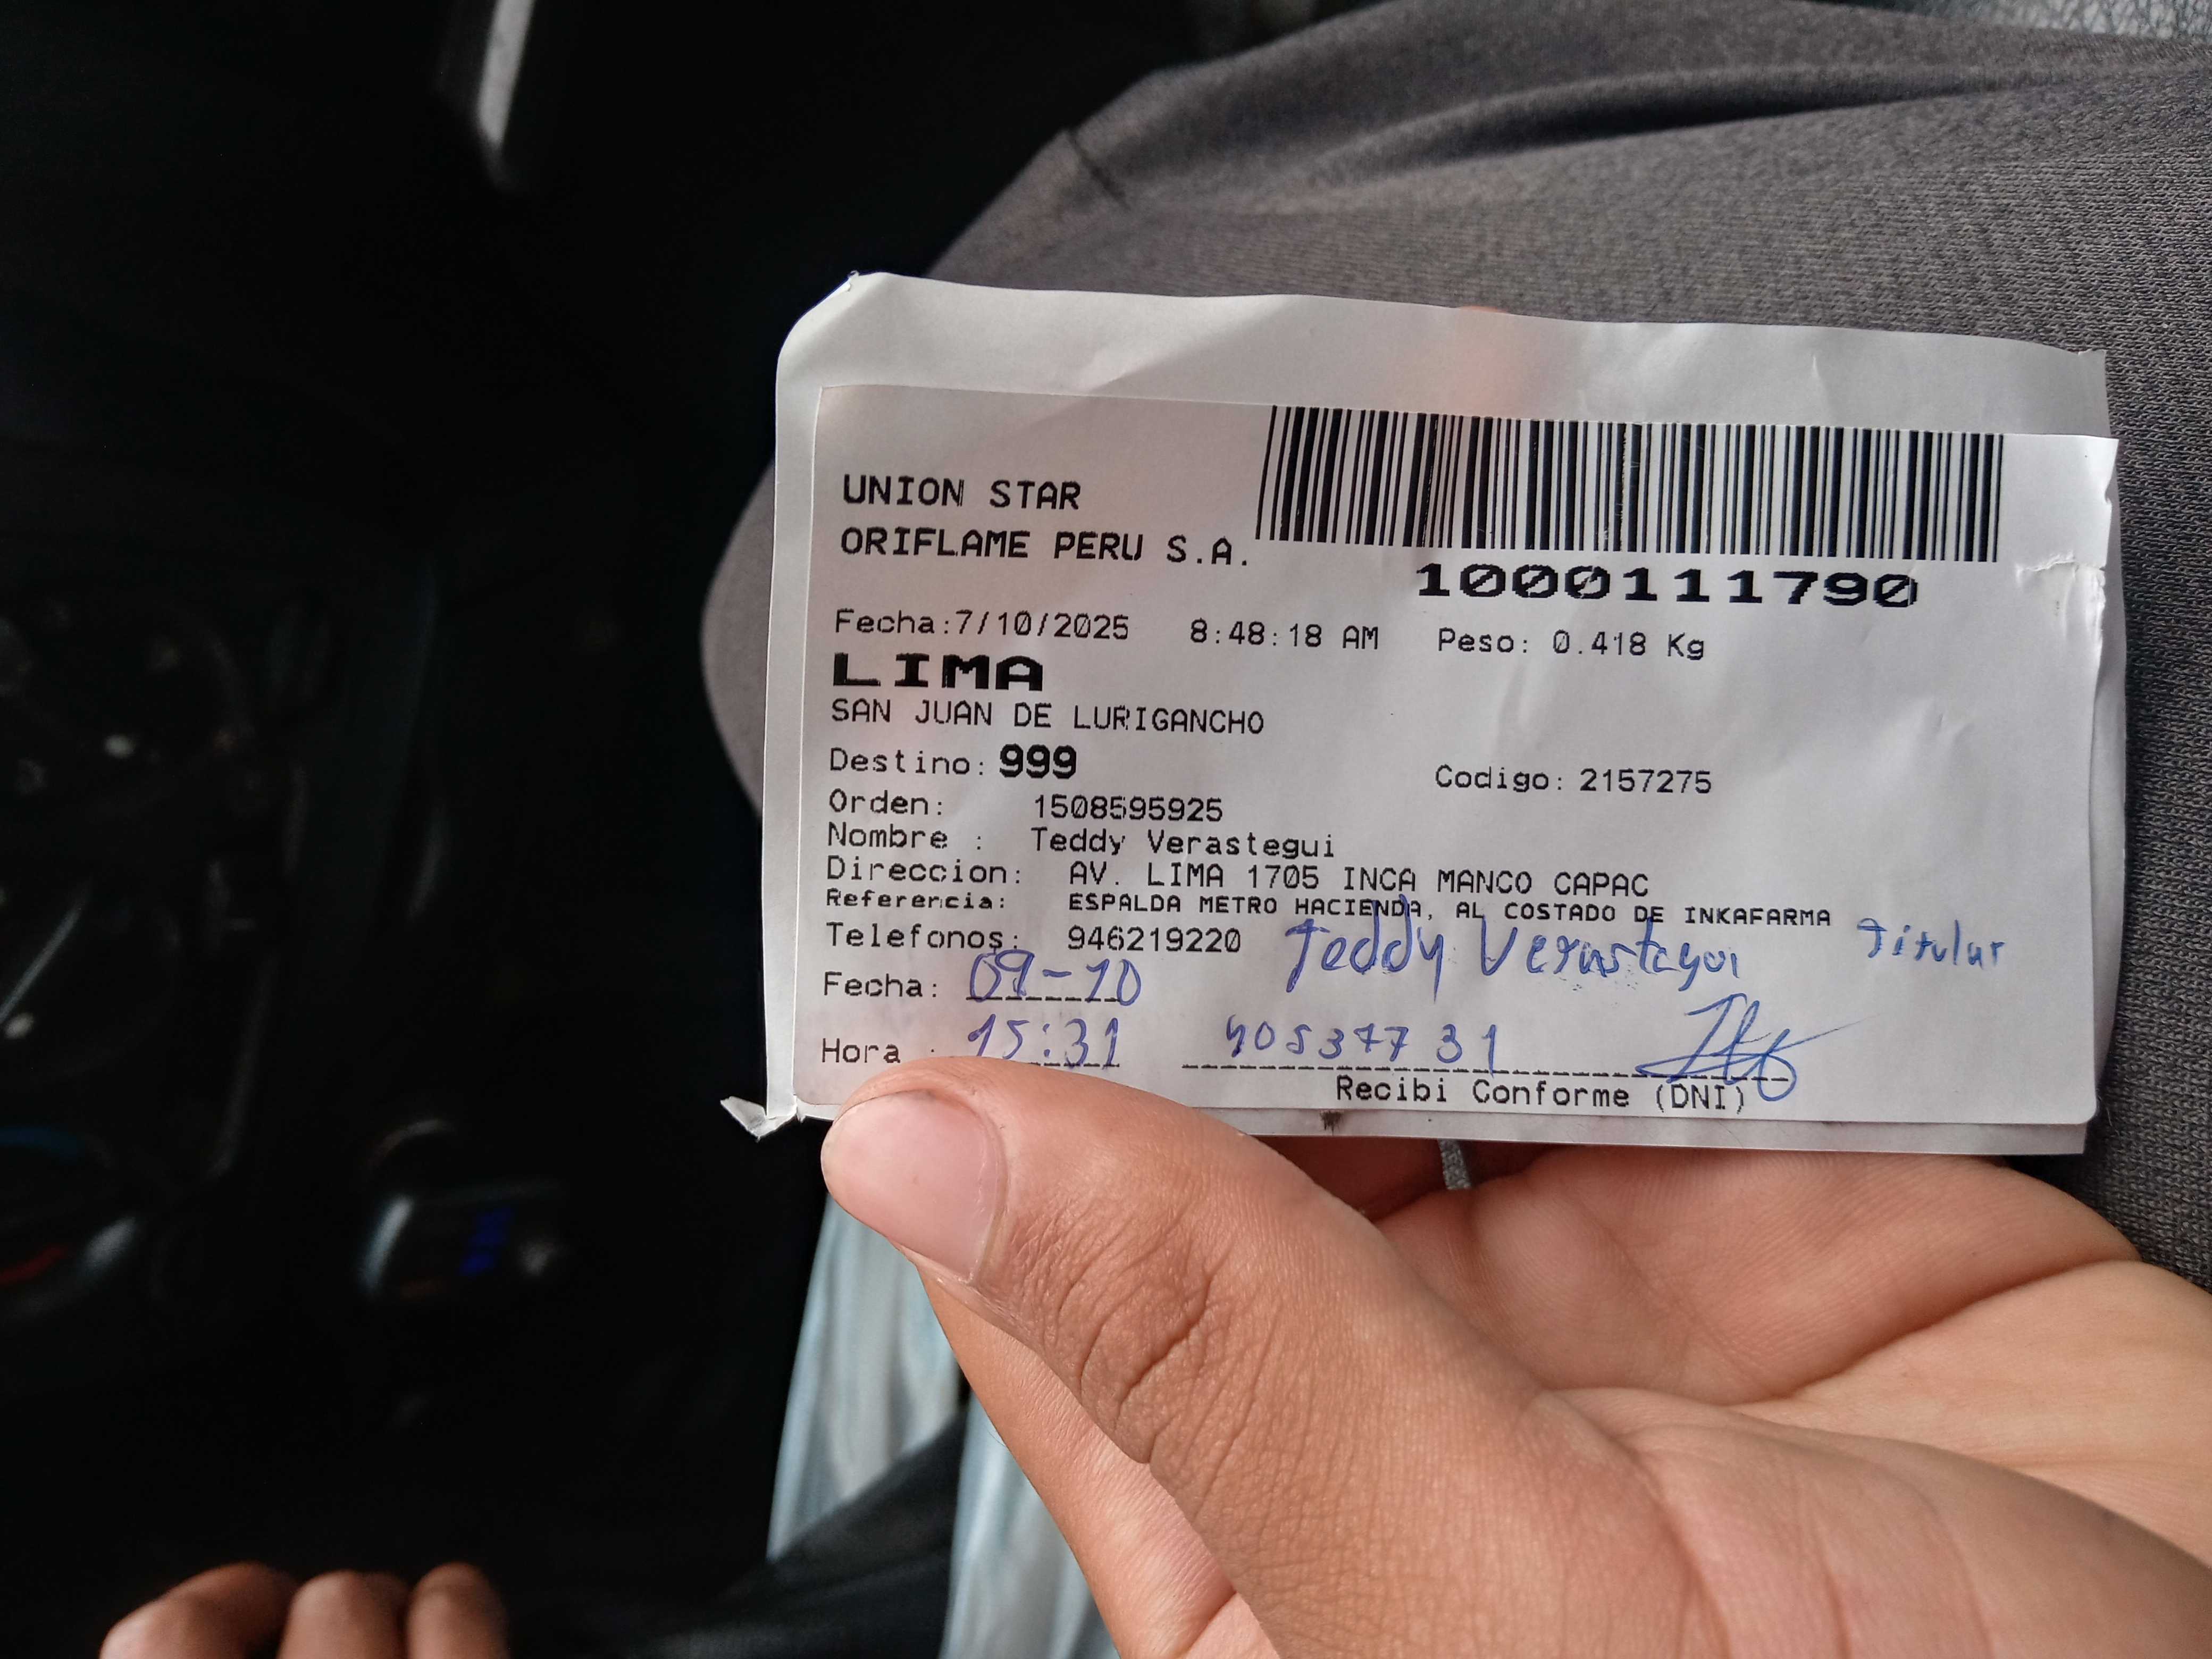 UNION STAR
ORIFLAME PERU S.A.
1000111790
Fecha:7/10/2025 8:48:18 AM Peso: 0.418 Kg
LIMA
SAN JUAN DE LURIGANCHO
Destino: 999 Codigo: 2157275
Orden: 1508595925
Nombre : Teddy Verastegui
Direccion: AV. LIMA 1705 INCA MANCO CAPAC
Referencia: ESPALDA METRO HACIENDA, AL COSTADO DE INKAFARMA
Telefonos: 946219220 Teddy Verastegui Titular
Fecha: 09-10
Hora : 15:31 40537731
Recibi Conforme (DNI)